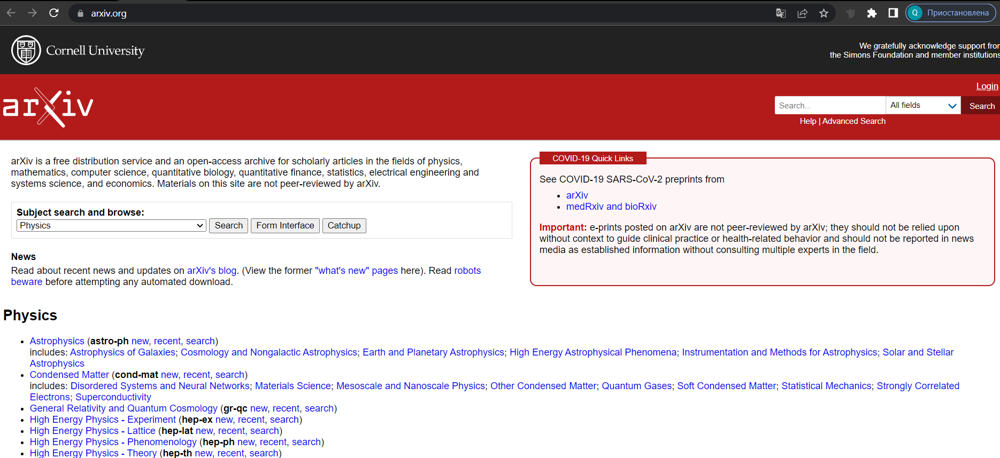 arxiv.org
Q Приостановлена
Cornell University
We gratefully acknowledge support from
the Simons Foundation and member institutions
arXiv
Login
Search... All fields Search
Help | Advanced Search
arXiv is a free distribution service and an open-access archive for scholarly articles in the fields of physics,
mathematics, computer science, quantitative biology, quantitative finance, statistics, electrical engineering and
systems science, and economics. Materials on this site are not peer-reviewed by arXiv.
Subject search and browse:
Physics Search Form Interface Catchup
News
Read about recent news and updates on arXiv's blog. (View the former "what's new" pages here). Read robots
beware before attempting any automated download.
COVID-19 Quick Links
See COVID-19 SARS-CoV-2 preprints from
• arXiv
• medRxiv and bioRxiv
Important: e-prints posted on arXiv are not peer-reviewed by arXiv; they should not be relied upon
without context to guide clinical practice or health-related behavior and should not be reported in news
media as established information without consulting multiple experts in the field.
Physics
• Astrophysics (astro-ph new, recent, search)
includes: Astrophysics of Galaxies; Cosmology and Nongalactic Astrophysics; Earth and Planetary Astrophysics; High Energy Astrophysical Phenomena; Instrumentation and Methods for Astrophysics; Solar and Stellar
Astrophysics
• Condensed Matter (cond-mat new, recent, search)
includes: Disordered Systems and Neural Networks; Materials Science; Mesoscale and Nanoscale Physics; Other Condensed Matter; Quantum Gases; Soft Condensed Matter; Statistical Mechanics; Strongly Correlated
Electrons; Superconductivity
• General Relativity and Quantum Cosmology (gr-qc new, recent, search)
• High Energy Physics - Experiment (hep-ex new, recent, search)
• High Energy Physics - Lattice (hep-lat new, recent, search)
• High Energy Physics - Phenomenology (hep-ph new, recent, search)
• High Energy Physics - Theory (hep-th new, recent, search)